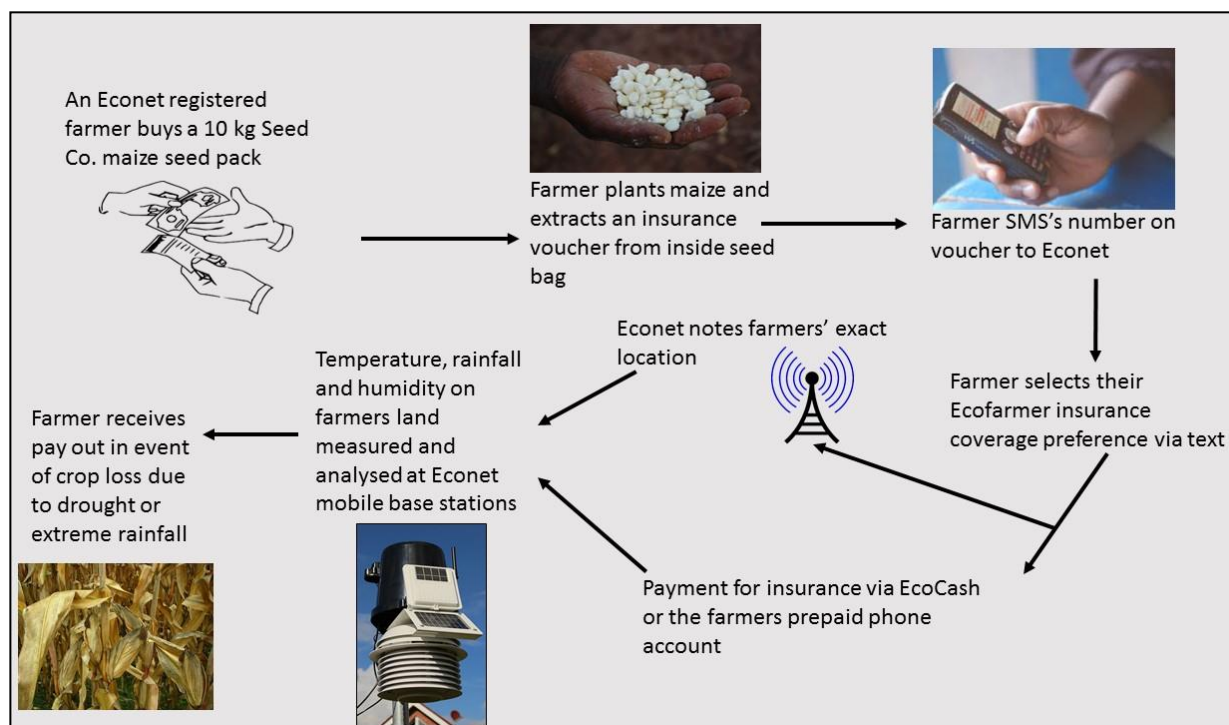 An Econet registered
farmer buys a 10 kg Seed
Co. maize seed pack
Farmer plants maize and
extracts an insurance
voucher from inside seed
bag
Farmer SMS's number on
voucher to Econet
Farmer selects their
Ecofarmer insurance
coverage preference via text
Econet notes farmers' exact
location
Payment for insurance via EcoCash
or the farmers prepaid phone
account
Temperature, rainfall
and humidity on
farmers land
measured and
analysed at Econet
mobile base stations
Farmer receives
pay out in event
of crop loss due
to drought or
extreme rainfall